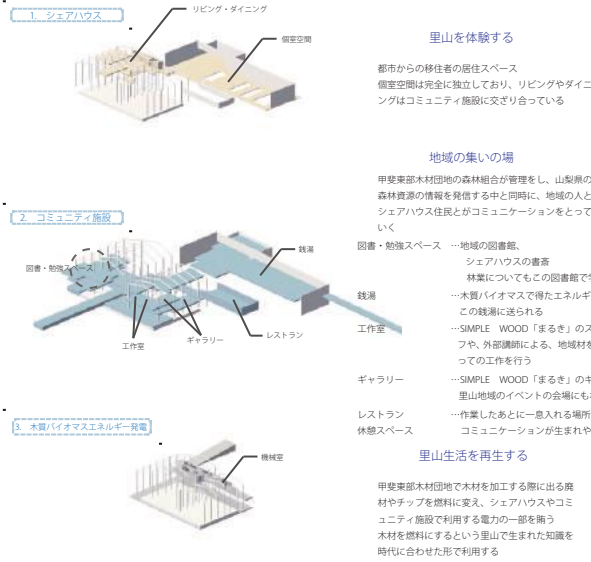 1. シェアハウス
リビング・ダイニング
個室空間
里山を体験する
都市からの移住者の居住スペース
個室空間は完全に独立しており、リビングやダイニ
ングはコミュニティ施設に交ざり合っている
2. コミュニティ施設
図書・勉強スペース
銭湯
工作室
ギャラリー
レストラン
地域の集いの場
甲斐東部木材団地の森林組合が管理をし、山梨県の
森林資源の情報を発信する中と同時に、地域の人と
シェアハウス住民とがコミュニケーションをとって
いく
図書・勉強スペース …地域の図書館、
シェアハウスの書斎
林業についてもこの図書館で
銭湯 …木質バイオマスで得たエネルギ
この銭湯に送られる
工作室 …SIMPLE WOOD「まるき」のス
フや、外部講師による、地域材を
っての工作を行う
ギャラリー …SIMPLE WOOD「まるき」のキ
里山地域のイベントの会場にも
レストラン …作業したあとに一息入れる場所
休憩スペース コミュニケーションが生まれや
3. 木質バイオマスエネルギー発電
機械室
里山生活を再生する
甲斐東部木材団地で木材を加工する際に出る廃
材やチップを燃料に変え、シェアハウスやコミ
ュニティ施設で利用する電力の一部を賄う
木材を燃料にするという里山で生まれた知識を
時代に合わせた形で利用する